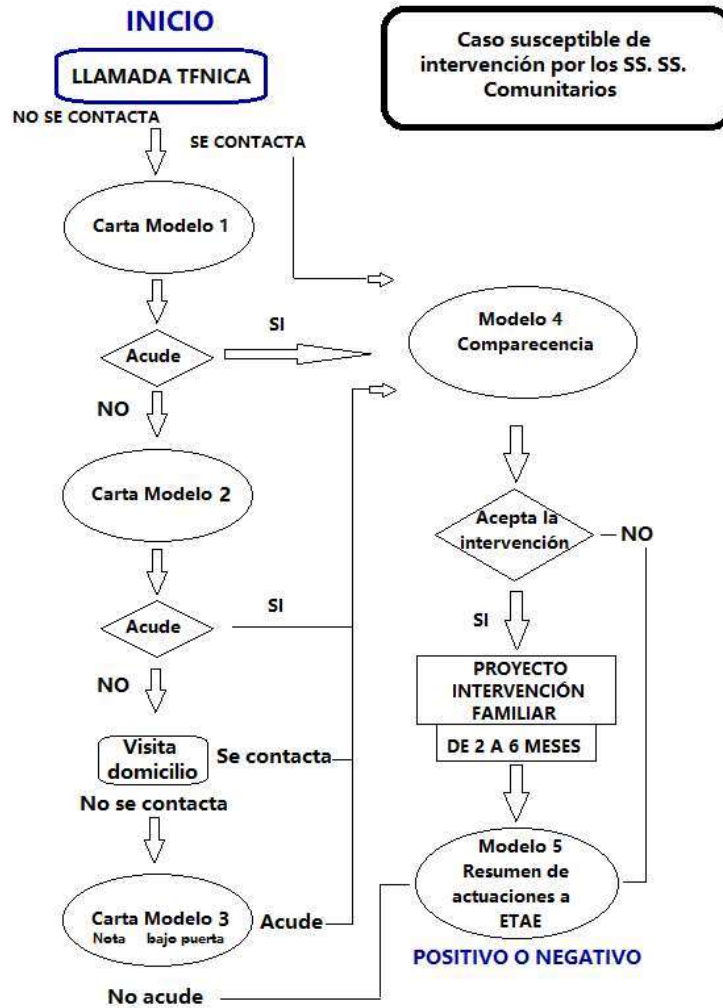 INICIO
LLAMADA TFNICA
Caso susceptible de
intervención por los SS. SS.
Comunitarios
NO SE CONTACTA
SE CONTACTA
Carta Modelo 1
SI
Acude
Modelo 4
Comparecencia
NO
Carta Modelo 2
Acepta la
intervención
NO
SI
Acude
SI
NO
PROYECTO
INTERVENCIÓN
FAMILIAR
DE 2 A 6 MESES
Visita
domicilio
Se contacta
No se contacta
Modelo 5
Resumen de
actuaciones a
ETAE
Carta Modelo 3
Nota bajo puerta
Acude
POSITIVO O NEGATIVO
No acude